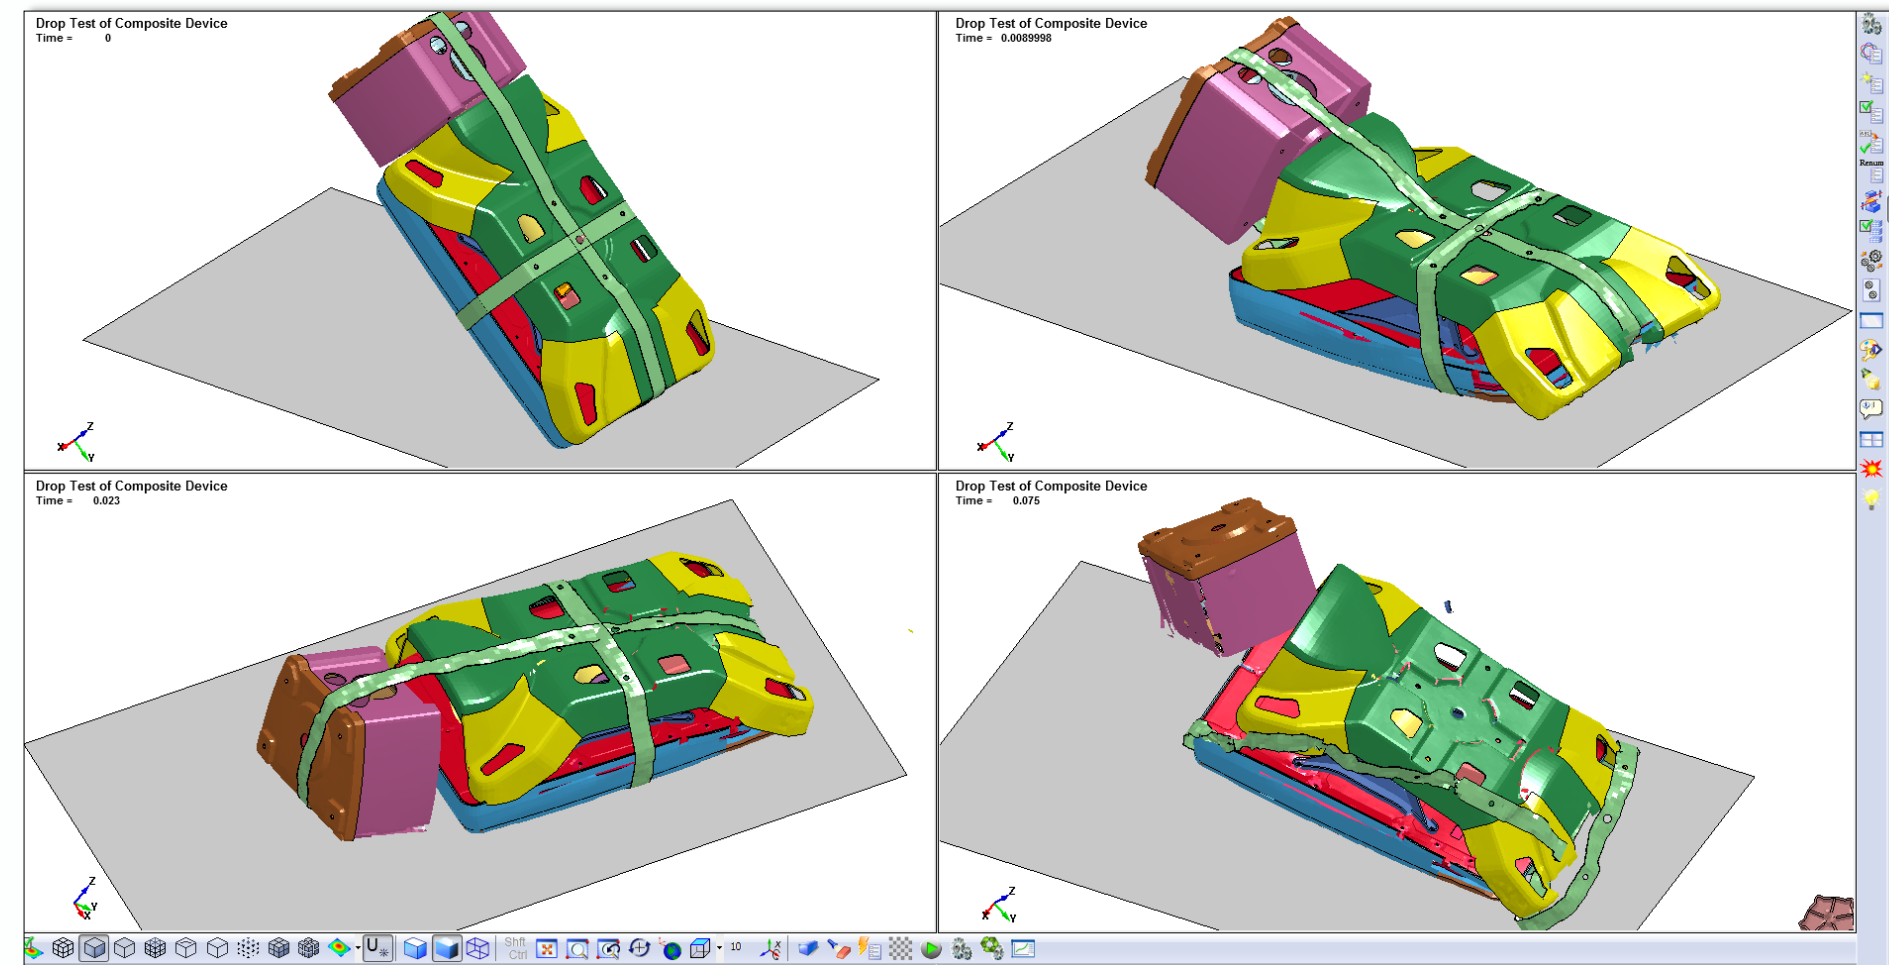 Drop Test of Composite Device
Time = 0
Drop Test of Composite Device
Time = 0.0089998
Z
X
Y
Z
X
Y
Drop Test of Composite Device
Time = 0.023
Drop Test of Composite Device
Time = 0.075
Z
Y
X
Z
X
Y
Renum
Shft
Ctrl
10